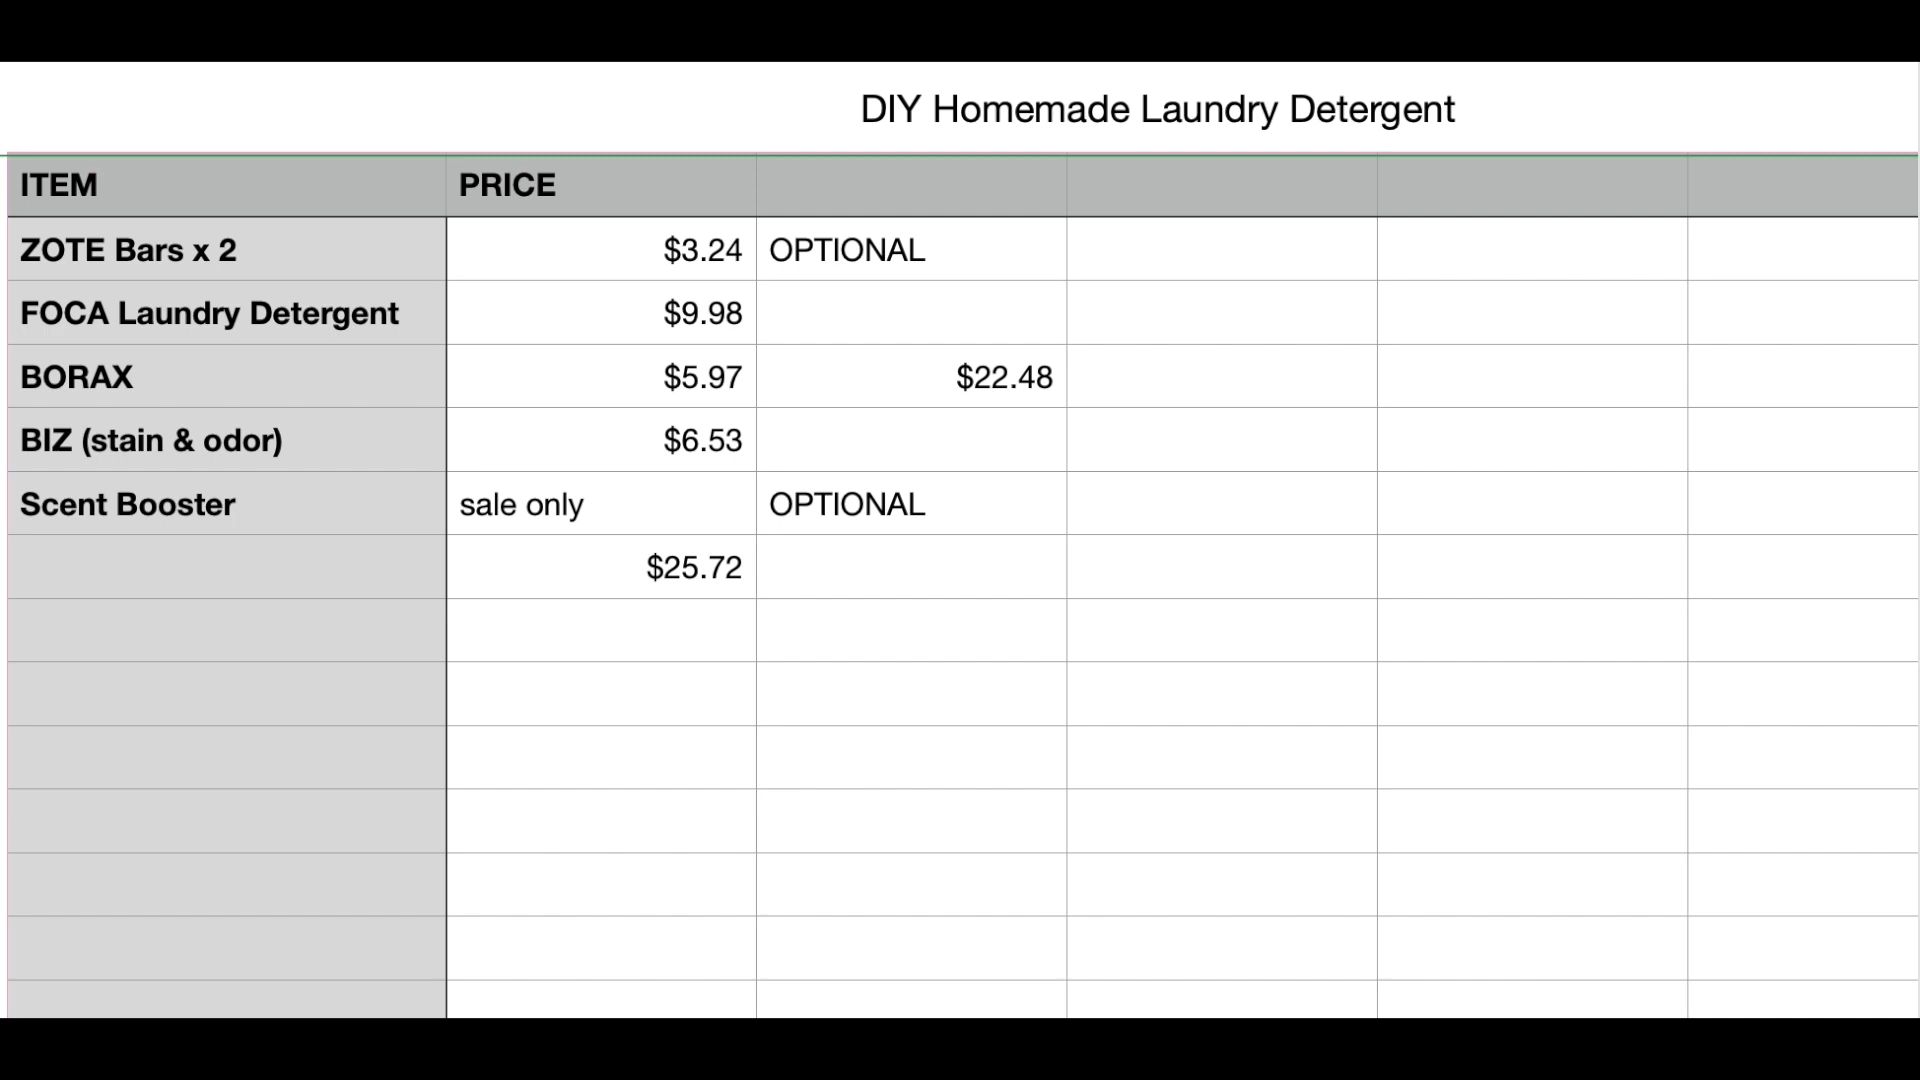 DIY Homemade Laundry Detergent
ITEM PRICE
ZOTE Bars x 2 $3.24 OPTIONAL
FOCA Laundry Detergent $9.98
BORAX $5.97 $22.48
BIZ (stain & odor) $6.53
Scent Booster sale only OPTIONAL
$25.72